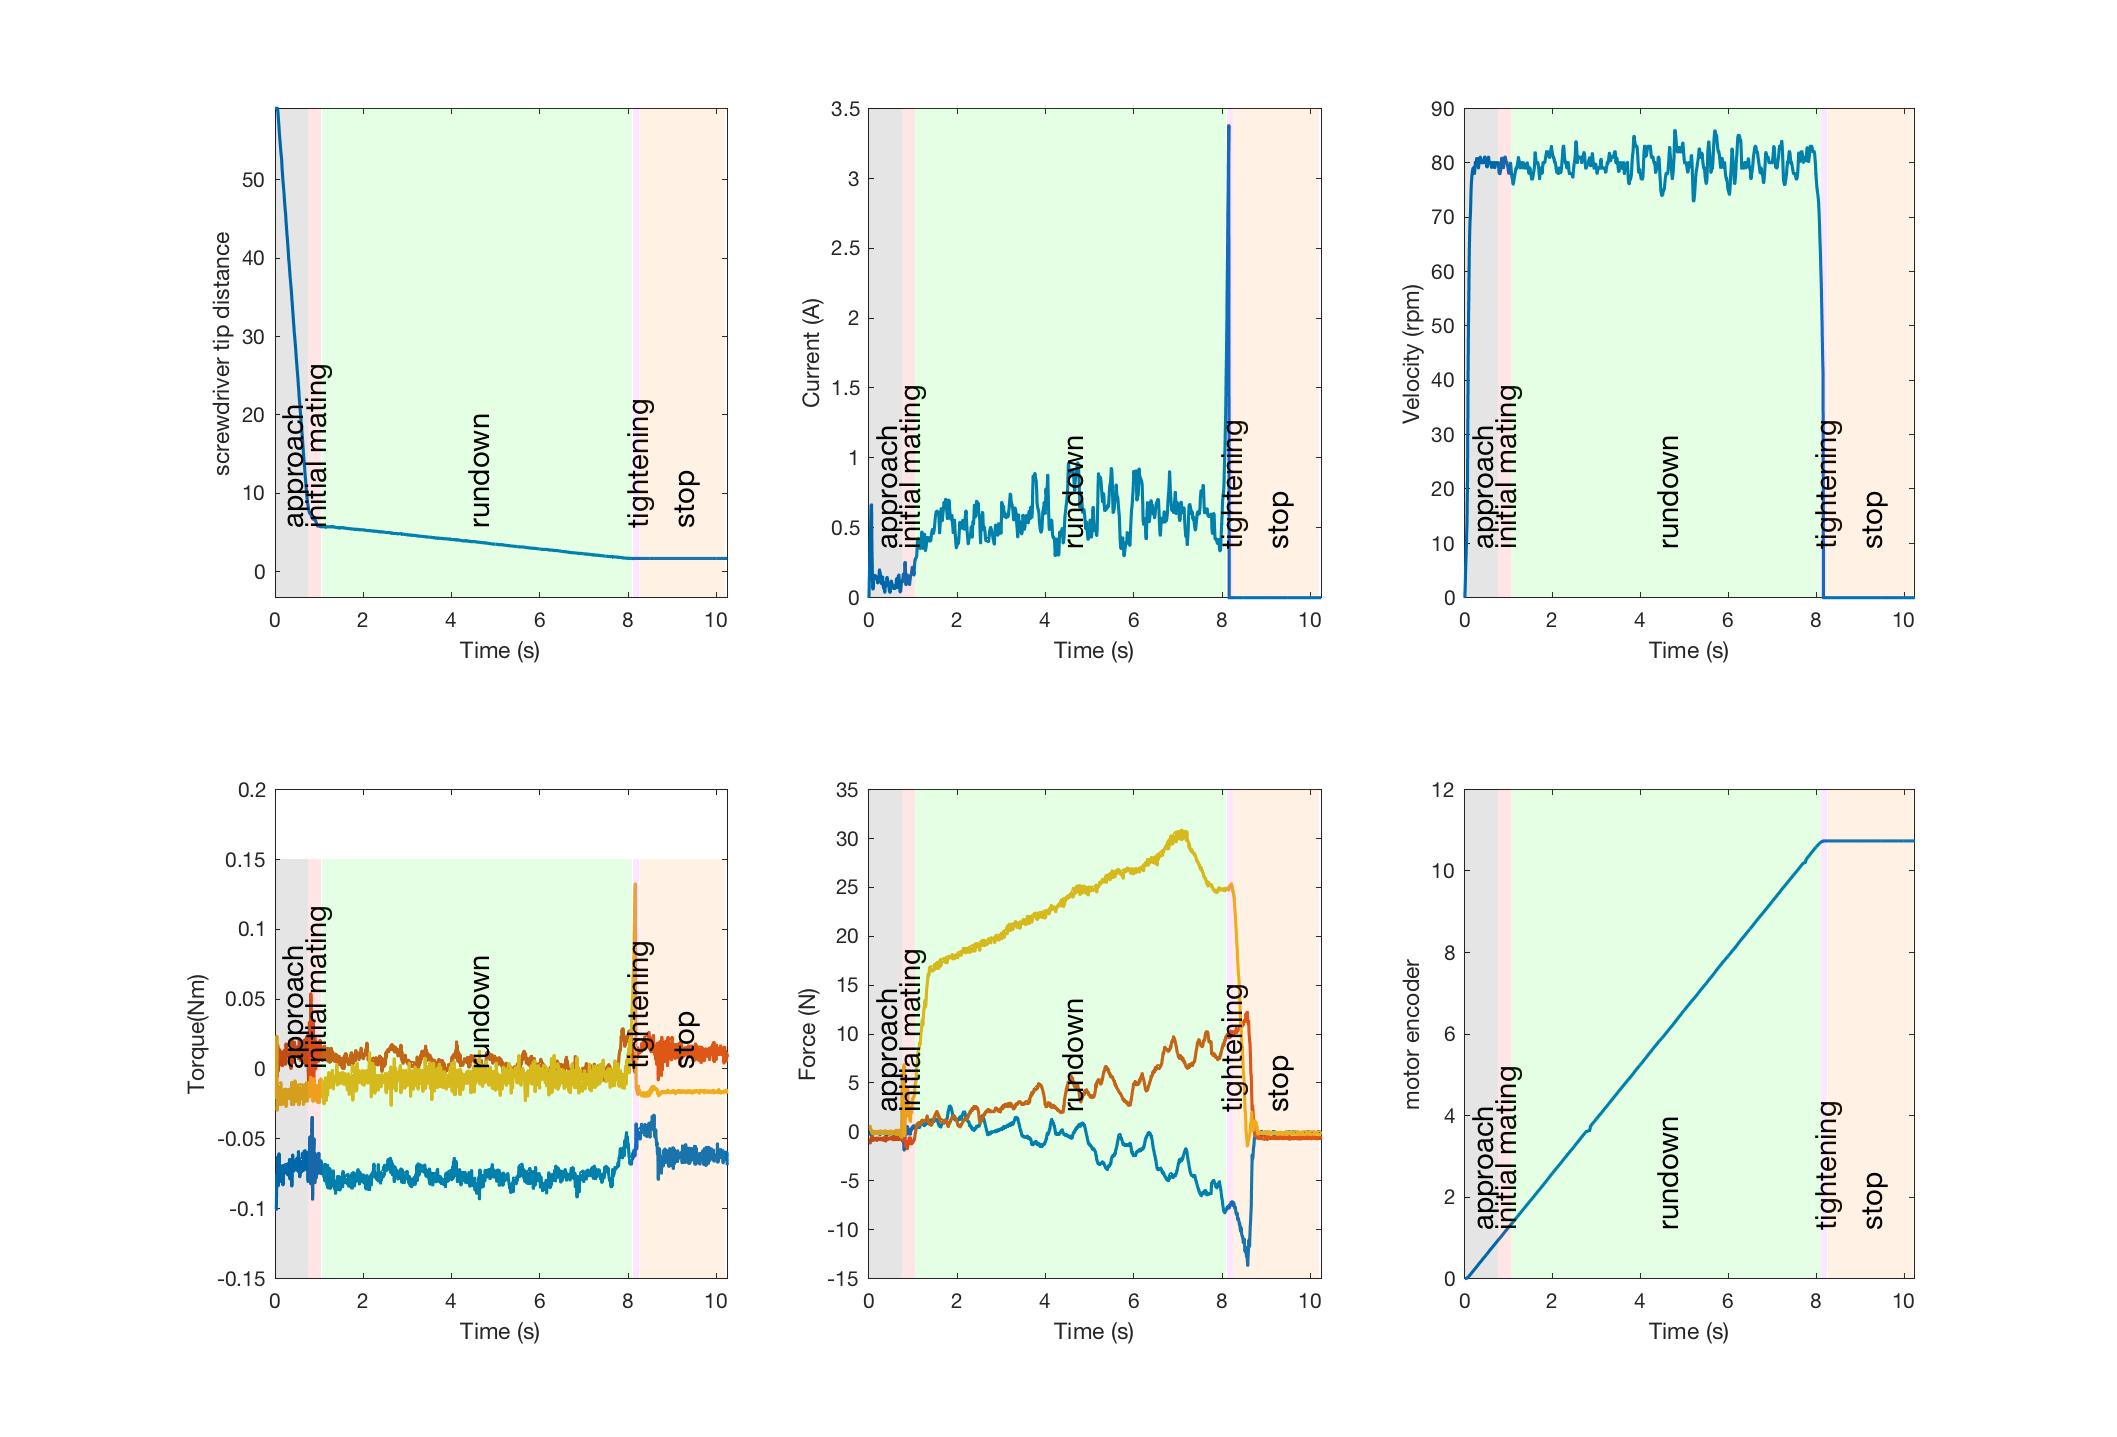 screwdriver tip distance
50
40
30
20
10
0
approach
initial mating
rundown
tightening
stop
0 2 4 6 8 10
Time (s)
Current (A)
3.5
3
2.5
2
1.5
1
0.5
0
approach
initial mating
rundown
tightening
stop
0 2 4 6 8 10
Time (s)
Velocity (rpm)
90
80
70
60
50
40
30
20
10
0
approach
initial mating
rundown
tightening
stop
0 2 4 6 8 10
Time (s)
Torque(Nm)
0.2
0.15
0.1
0.05
0
-0.05
-0.1
-0.15
approach
initial mating
rundown
tightening
stop
0 2 4 6 8 10
Time (s)
Force (N)
35
30
25
20
15
10
5
0
-5
-10
-15
approach
initial mating
rundown
tightening
stop
0 2 4 6 8 10
Time (s)
motor encoder
12
10
8
6
4
2
0
approach
initial mating
rundown
tightening
stop
0 2 4 6 8 10
Time (s)